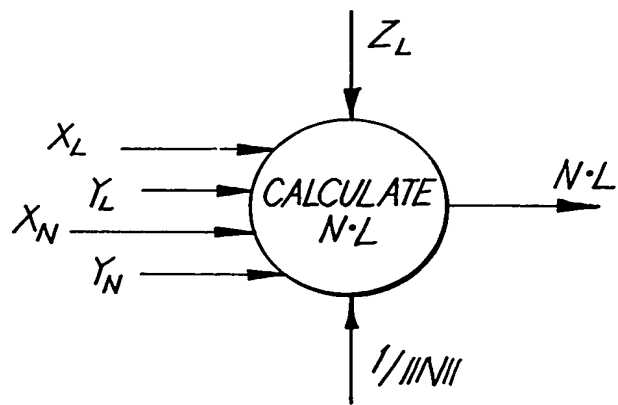 Z_L
X_L
Y_L
X_N
Y_N
CALCULATE
N·L
N·L
1/||N||